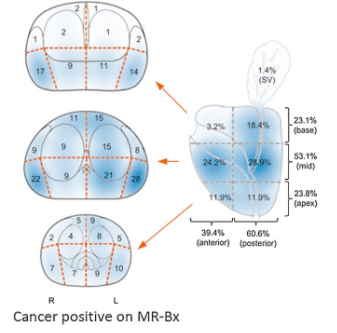 2 1 1 2
1 1
17 9 11 14
11 15
9 9 15 8
22 9 21 28
5 9
2 4 8 5
7 7 9 10
R L
1.4%
(SV)
3.2% 18.4%
24.2% 28.9%
11.9% 11.9%
23.1%
(base)
53.1%
(mid)
23.8%
(apex)
39.4%
(anterior)
60.6%
(posterior)
Cancer positive on MR-Bx